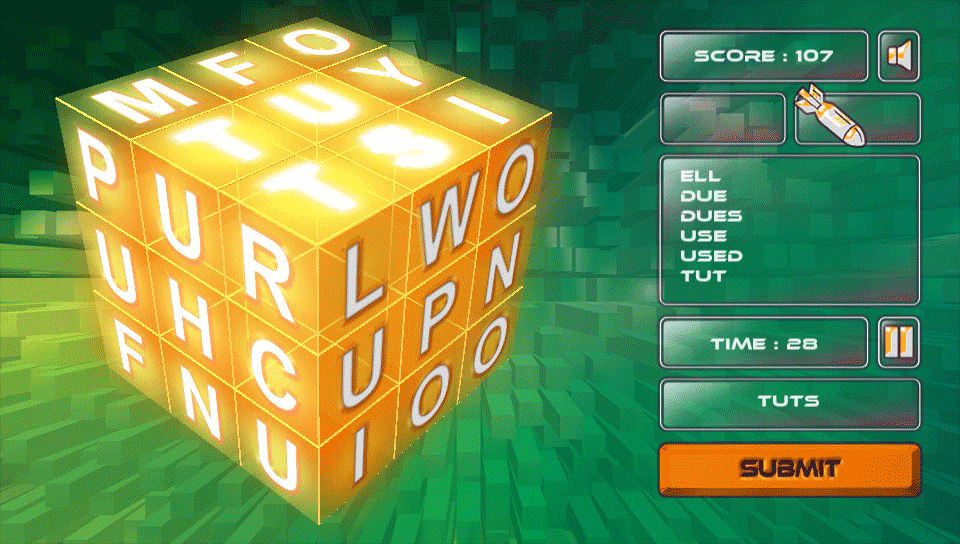 O
F Y
M U I
T S
T
P U R
U H C
F N U
L W O
U P N
I O O
SCORE : 107
ELL
DUE
DUES
USE
USED
TUT
TIME : 28
TUTS
SUBMIT